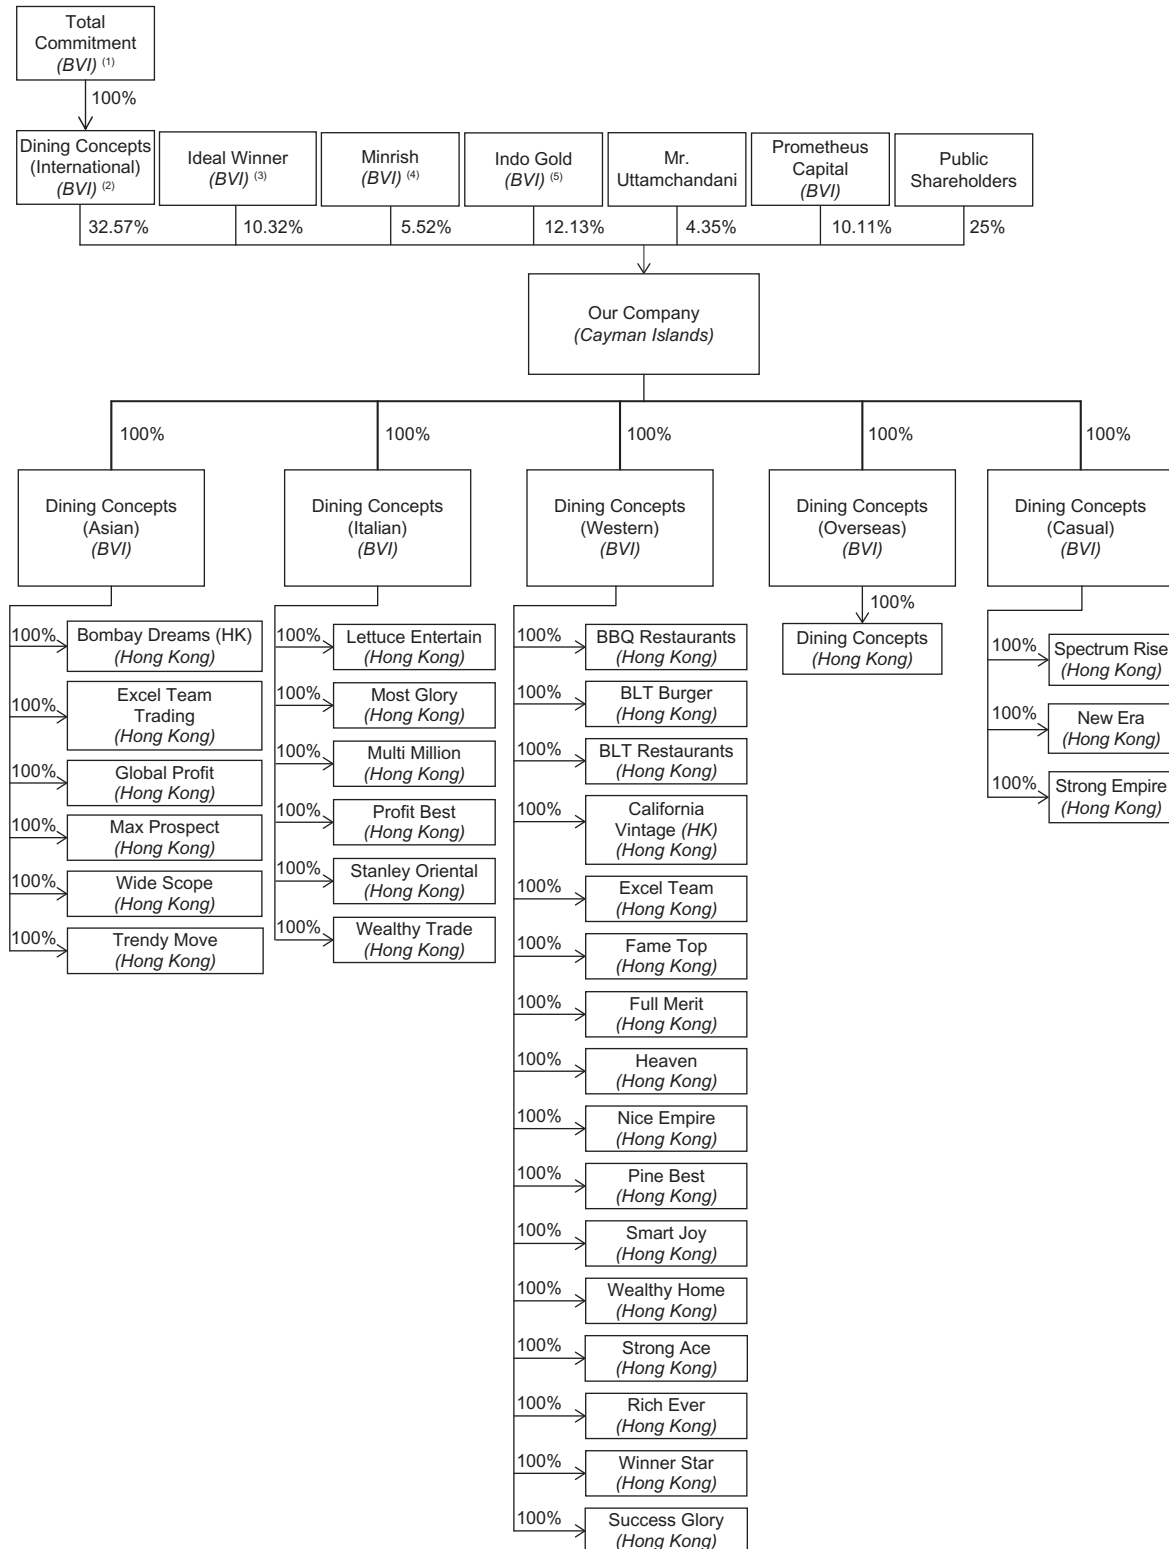 Total
Commitment
(BVI) (1)
100%
Dining Concepts
(International)
(BVI) (2)
Ideal Winner
(BVI) (3)
Minrish
(BVI) (4)
Indo Gold
(BVI) (5)
Mr.
Uttamchandani
Prometheus
Capital
(BVI)
Public
Shareholders
32.57%
10.32%
5.52%
12.13%
4.35%
10.11%
25%
Our Company
(Cayman Islands)
100%
100%
100%
100%
100%
Dining Concepts
(Asian)
(BVI)
Dining Concepts
(Italian)
(BVI)
Dining Concepts
(Western)
(BVI)
Dining Concepts
(Overseas)
(BVI)
Dining Concepts
(Casual)
(BVI)
100%
Bombay Dreams (HK)
(Hong Kong)
100%
Excel Team
Trading
(Hong Kong)
100%
Global Profit
(Hong Kong)
100%
Max Prospect
(Hong Kong)
100%
Wide Scope
(Hong Kong)
100%
Trendy Move
(Hong Kong)
100%
Lettuce Entertain
(Hong Kong)
100%
Most Glory
(Hong Kong)
100%
Multi Million
(Hong Kong)
100%
Profit Best
(Hong Kong)
100%
Stanley Oriental
(Hong Kong)
100%
Wealthy Trade
(Hong Kong)
100%
BBQ Restaurants
(Hong Kong)
100%
BLT Burger
(Hong Kong)
100%
BLT Restaurants
(Hong Kong)
100%
California
Vintage (HK)
(Hong Kong)
100%
Excel Team
(Hong Kong)
100%
Fame Top
(Hong Kong)
100%
Full Merit
(Hong Kong)
100%
Heaven
(Hong Kong)
100%
Nice Empire
(Hong Kong)
100%
Pine Best
(Hong Kong)
100%
Smart Joy
(Hong Kong)
100%
Wealthy Home
(Hong Kong)
100%
Strong Ace
(Hong Kong)
100%
Rich Ever
(Hong Kong)
100%
Winner Star
(Hong Kong)
100%
Success Glory
(Hong Kong)
100%
Dining Concepts
(Hong Kong)
100%
Spectrum Rise
(Hong Kong)
100%
New Era
(Hong Kong)
100%
Strong Empire
(Hong Kong)